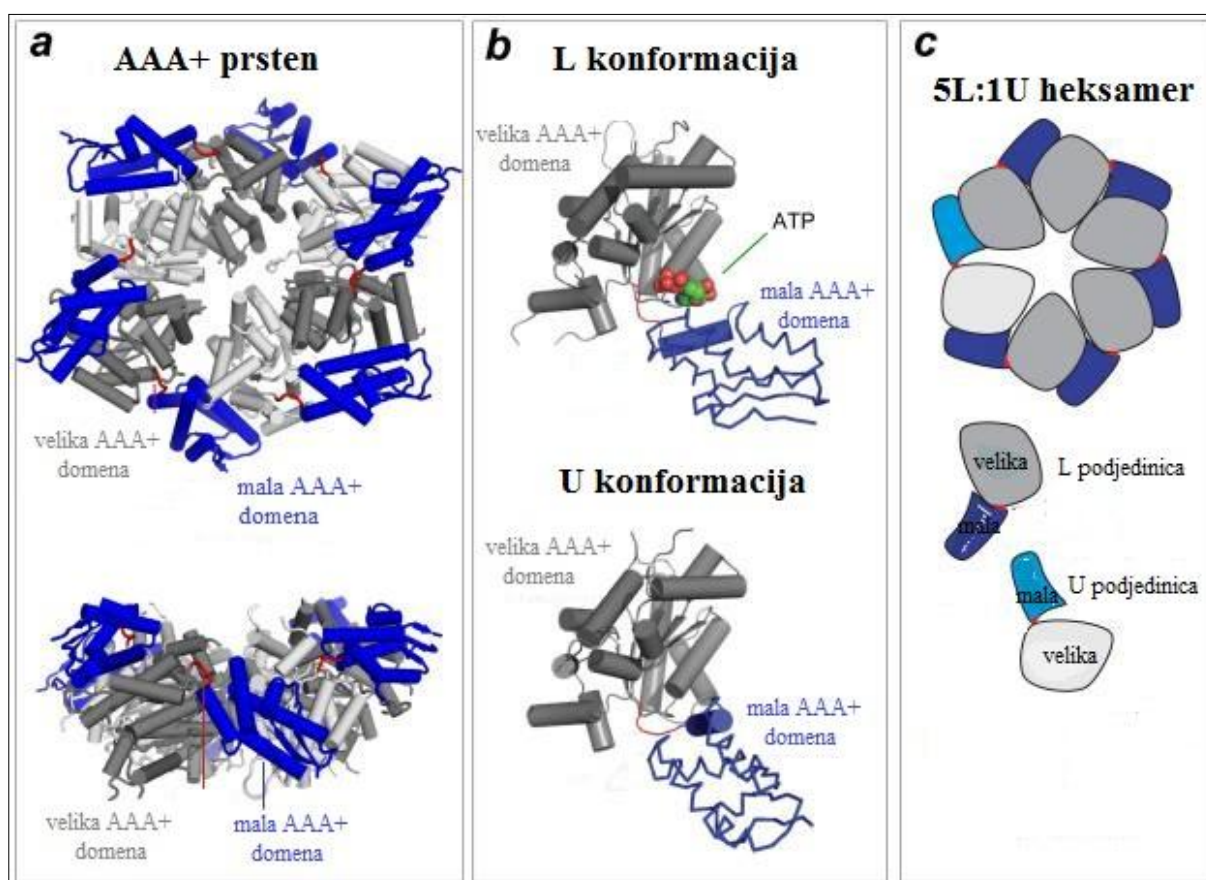 a
AAA+ prsten
velika AAA+
domena
mala AAA+
domena
velika AAA+
domena
mala AAA+
domena
b
L konformacija
velika AAA+
domena
ATP
mala AAA+
domena
U konformacija
velika AAA+
domena
mala AAA+
domena
c
5L:1U heksamer
velika
L podjedinica
mala
mala
U podjedinica
velika